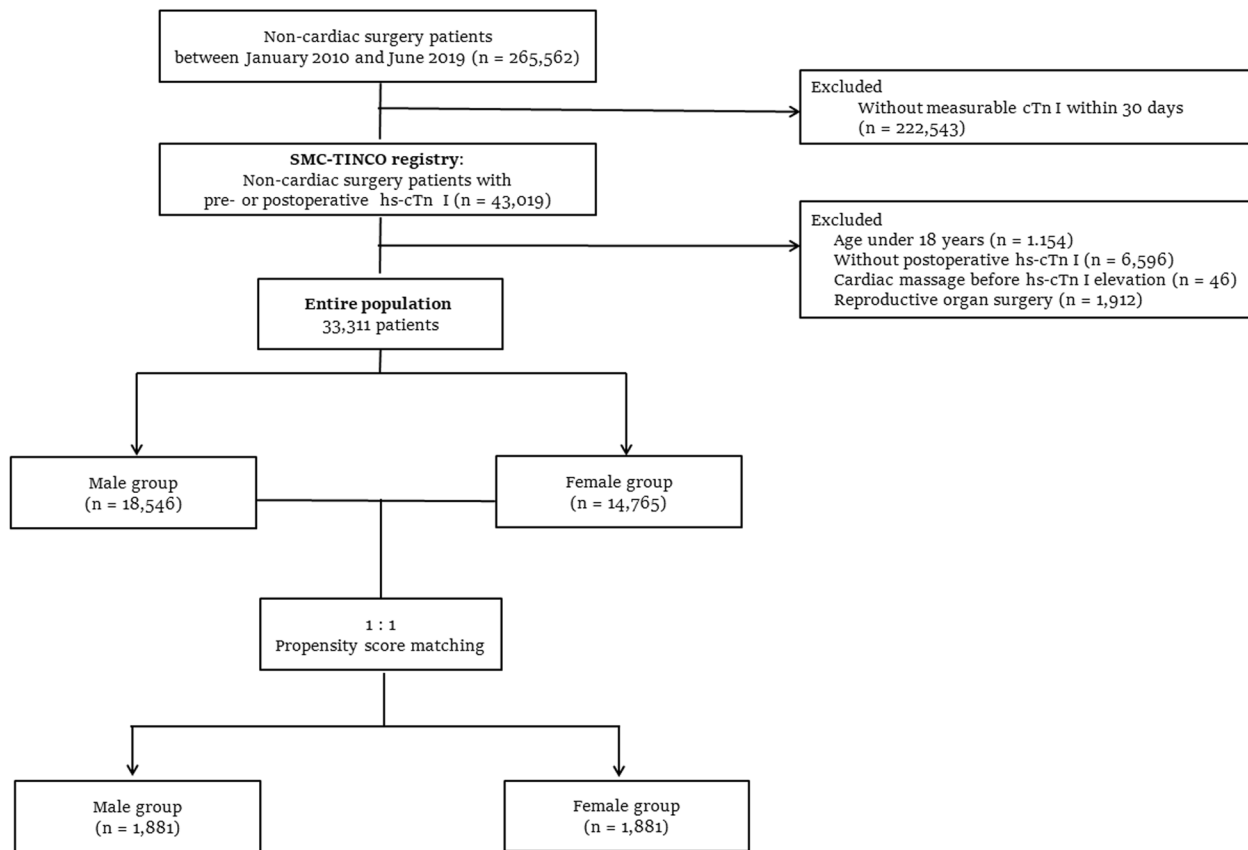 Non-cardiac surgery patients
between January 2010 and June 2019 (n = 265,562)
Excluded
Without measurable cTn I within 30 days
(n = 222,543)
SMC-TINCO registry:
Non-cardiac surgery patients with
pre- or postoperative hs-cTn I (n = 43,019)
Excluded
Age under 18 years (n = 1.154)
Without postoperative hs-cTn I (n = 6,596)
Cardiac massage before hs-cTn I elevation (n = 46)
Reproductive organ surgery (n = 1,912)
Entire population
33,311 patients
Male group
(n = 18,546)
Female group
(n = 14,765)
1 : 1
Propensity score matching
Male group
(n = 1,881)
Female group
(n = 1,881)